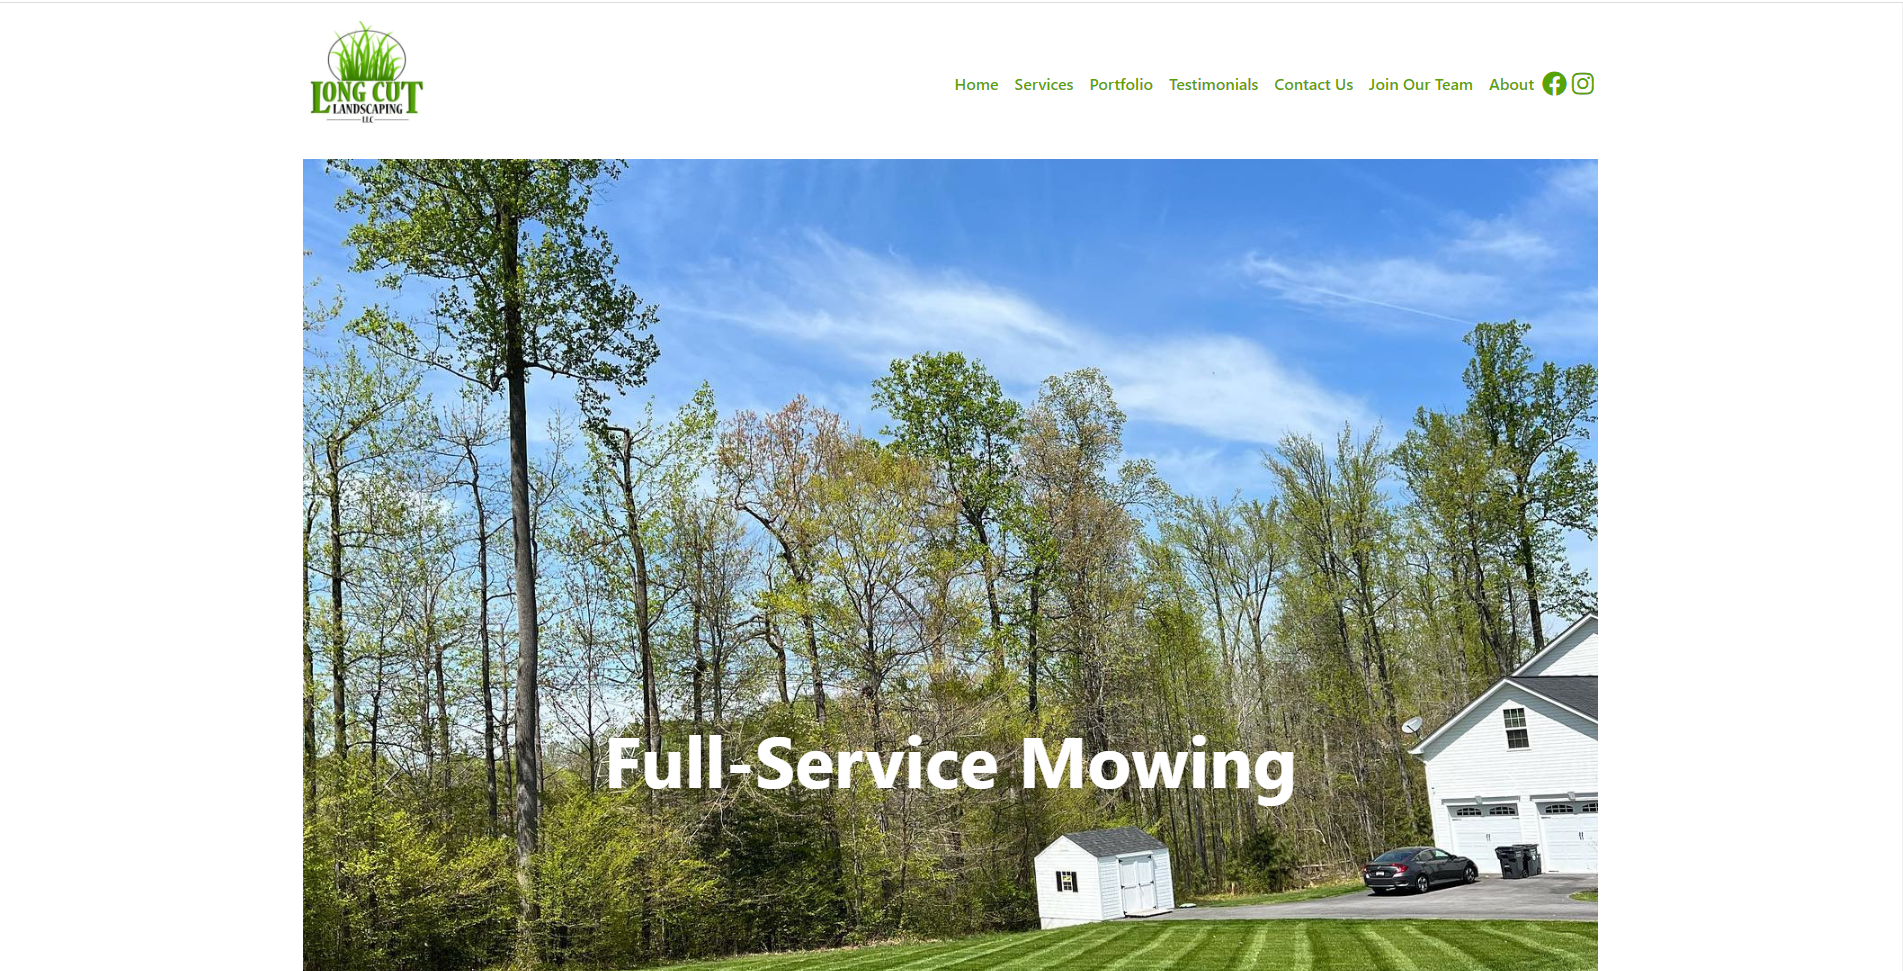 LONG CUT
LANDSCAPING
LLC
Home Services Portfolio Testimonials Contact Us Join Our Team About
Full-Service Mowing